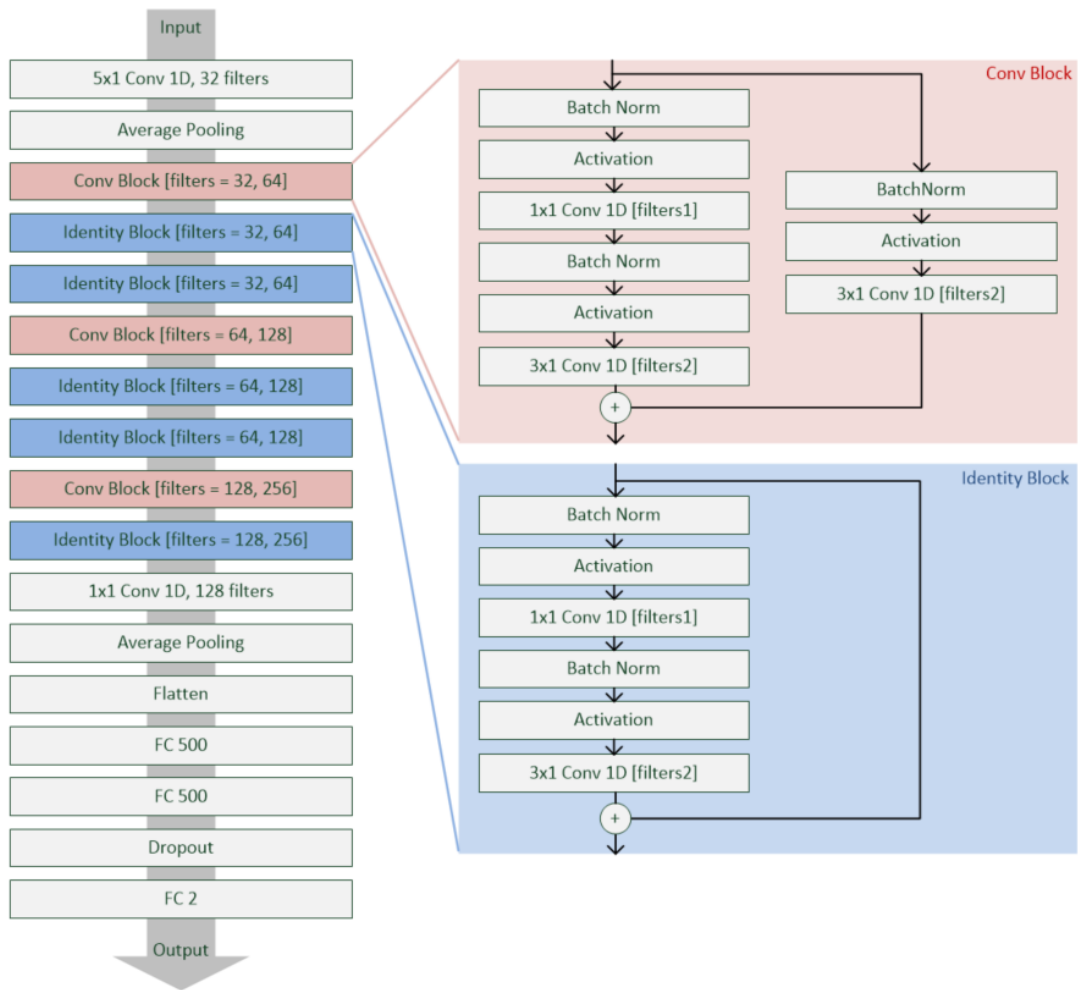 Input
5x1 Conv 1D, 32 filters
Average Pooling
Conv Block [filters = 32, 64]
Identity Block [filters = 32, 64]
Identity Block [filters = 32, 64]
Conv Block [filters = 64, 128]
Identity Block [filters = 64, 128]
Identity Block [filters = 64, 128]
Conv Block [filters = 128, 256]
Identity Block [filters = 128, 256]
1x1 Conv 1D, 128 filters
Average Pooling
Flatten
FC 500
FC 500
Dropout
FC 2
Output
Conv Block
Batch Norm
Activation
1x1 Conv 1D [filters1]
Batch Norm
Activation
3x1 Conv 1D [filters2]
+
BatchNorm
Activation
3x1 Conv 1D [filters2]
Identity Block
Batch Norm
Activation
1x1 Conv 1D [filters1]
Batch Norm
Activation
3x1 Conv 1D [filters2]
+